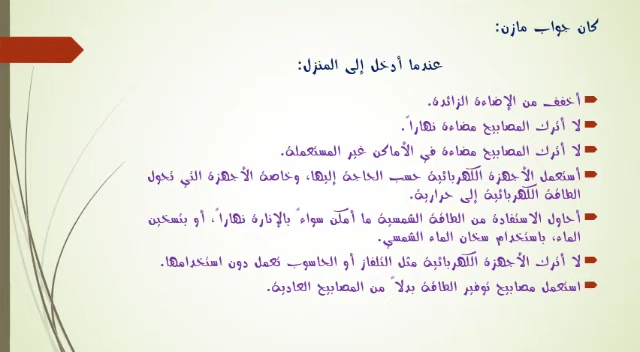 كان جواب مازن:
عندما أدخل إلى المنزل:
أخفف من الإضاءة الزائدة.
لا أترك المصابيح مضاءة نهاراً.
لا أترك المصابيح مضاءة في الأماكن غير المستعملة.
أستعمل الأجهزة الكهربائية حسب الحاجة إليها، وخاصة الأجهزة التي تحول
الطاقة الكهربائية إلى حرارية.
أحاول الاستفادة من الطاقة الشمسية ما أمكن سواءً بالإنارة نهاراً، أو بتسخين
الماء، باستخدام سخان الماء الشمسي.
لا أترك الأجهزة الكهربائية مثل التلفاز أو الحاسوب تعمل دون استخدامها.
استعمل مصابيح توفير الطاقة بدلاً من المصابيح العادية.